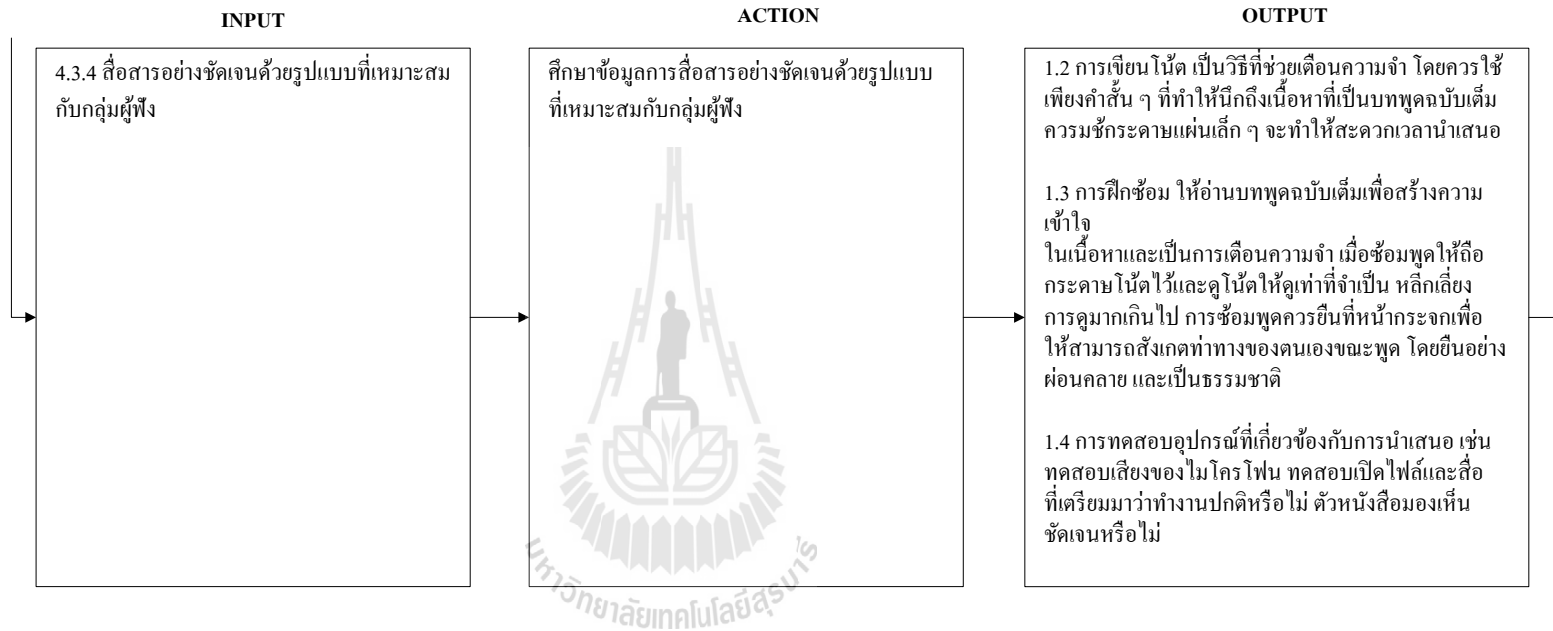 INPUT
ACTION
OUTPUT
4.3.4 สื่อสารอย่างชัดเจนด้วยรูปแบบที่เหมาะสม
กับกลุ่มผู้ฟัง
ศึกษาข้อมูลการสื่อสารอย่างชัดเจนด้วยรูปแบบ
ที่เหมาะสมกับกลุ่มผู้ฟัง
1.2 การเขียนโน้ต เป็นวิธีที่ช่วยเตือนความจำ โดยควรใช้
เพียงคำสั้น ๆ ที่ทำให้นึกถึงเนื้อหาที่เป็นบทพูดฉบับเต็ม
ควรมช้กระดาษแผ่นเล็ก ๆ จะทำให้สะดวกเวลานำเสนอ
1.3 การฝึกซ้อม ให้อ่านบทพูดฉบับเต็มเพื่อสร้างความ
เข้าใจ
ในเนื้อหาและเป็นการเตือนความจำ เมื่อซ้อมพูดให้ถือ
กระดาษโน้ตไว้และดูโน้ตให้ดูเท่าที่จำเป็น หลีกเลี่ยง
การดูมากเกินไป การซ้อมพูดควรยืนที่หน้ากระจกเพื่อ
ให้สามารถสังเกตท่าทางของตนเองขณะพูด โดยยืนอย่าง
ผ่อนคลาย และเป็นธรรมชาติ
1.4 การทดสอบอุปกรณ์ที่เกี่ยวข้องกับการนำเสนอ เช่น
ทดสอบเสียงของไมโครโฟน ทดสอบเปิดไฟล์และสื่อ
ที่เตรียมมาว่าทำงานปกติหรือไม่ ตัวหนังสือมองเห็น
ชัดเจนหรือไม่
มหาวิทยาลัยเทคโนโลยีสุรนารี